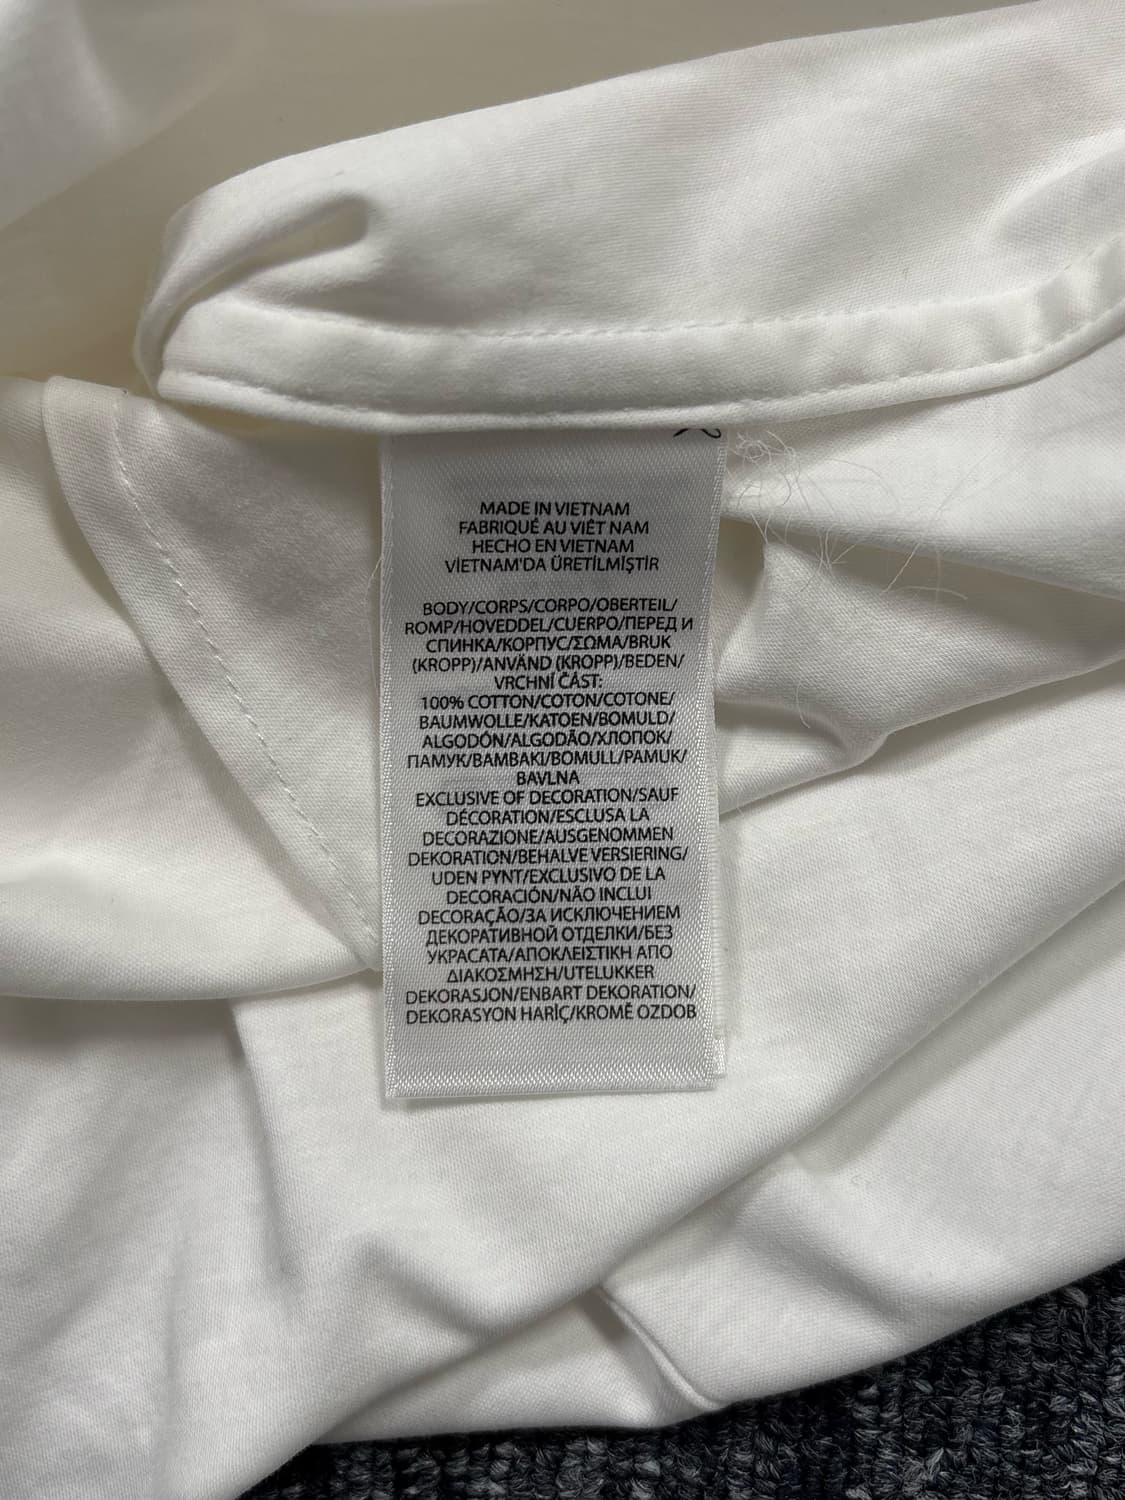 MADE IN VIETNAM
FABRIQUÉ AU VIÊT NAM
HECHO EN VIETNAM
VİETNAM'DA ÜRETİLMİŞTİR
BODY/CORPS/CORPO/OBERTEIL/
ROMP/HOVEDDEL/CUERPO/ПЕРЕД И
СПИНКА/КОРПУС/ΣΩΜΑ/BRUK
(KROPP)/ANVÄND (KROPP)/BEDEN/
VRCHNÍ ČÁST:
100% COTTON/COTON/COTONE/
BAUMWOLLE/KATOEN/BOMULD/
ALGODÓN/ALGODÃO/ХЛОПОК/
ПАМУК/ΒΑΜΒΑΚΙ/BOMULL/PAMUK/
BAVLNA
EXCLUSIVE OF DECORATION/SAUF
DÉCORATION/ESCLUSA LA
DECORAZIONE/AUSGENOMMEN
DEKORATION/BEHALVE VERSIERING/
UDEN PYNT/EXCLUSIVO DE LA
DECORACIÓN/NÃO INCLUI
DECORAÇÃO/ЗА ИСКЛЮЧЕНИЕМ
ДЕКОРАТИВНОЙ ОТДЕЛКИ/БЕЗ
УКРАСАТА/ΑΠΟΚΛΕΙΣΤΙΚΗ ΑΠΟ
ΔΙΑΚΟΣΜΗΣΗ/UTELUKKER
DEKORASJON/ENBART DEKORATION/
DEKORASYON HARİÇ/KROMĚ OZDOB